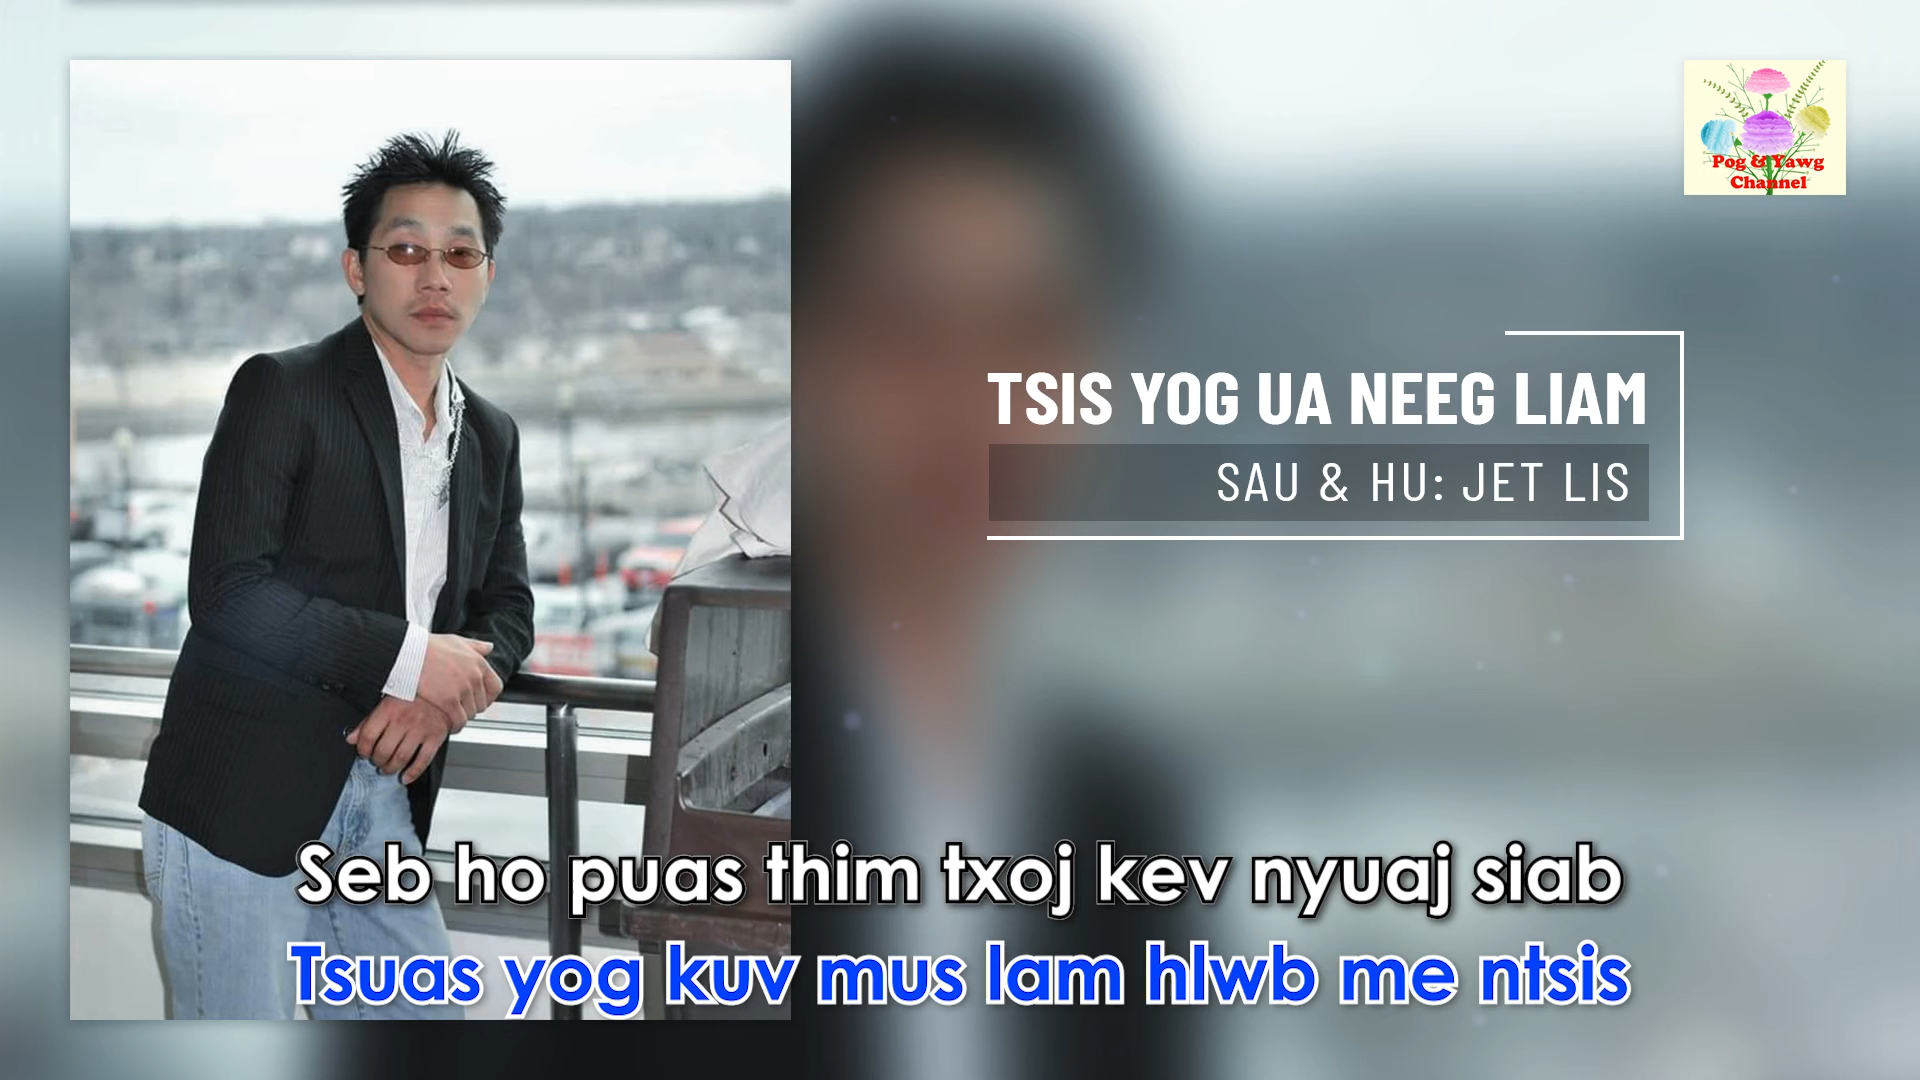 Pog & Yawg
Channel
TSIS YOG UA NEEG LIAM
SAU & HU: JET LIS
Seb ho puas thim txoj kev nyuaj siab
Tsuas yog kuv mus lam hlwb me ntsis